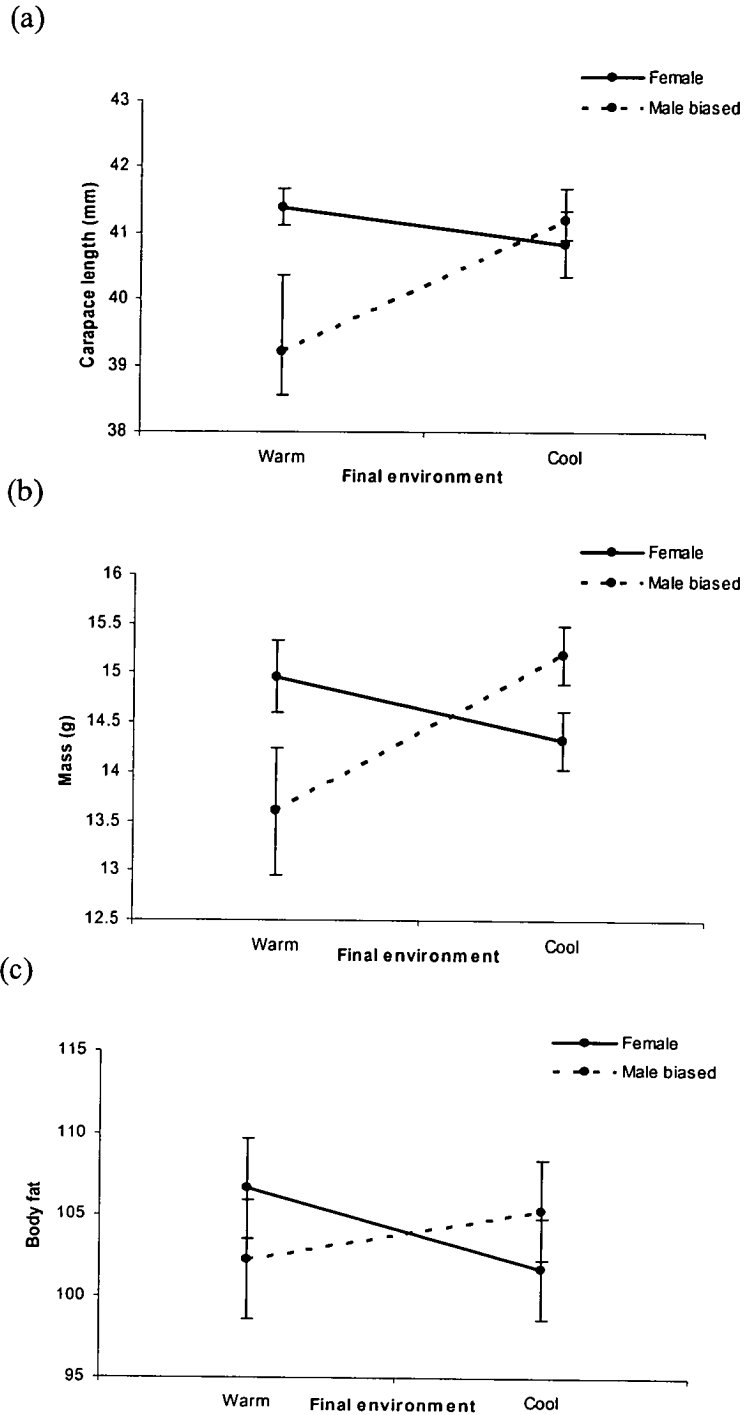 (a)
Female
Male biased
43
42
41
40
39
38
Carapace length (mm)
Warm
Cool
Final environment
(b)
Female
Male biased
16
15.5
15
14.5
14
13.5
13
12.5
Mass (g)
Warm
Cool
Final environment
(c)
Female
Male biased
115
110
105
100
95
Body fat
Warm
Cool
Final environment